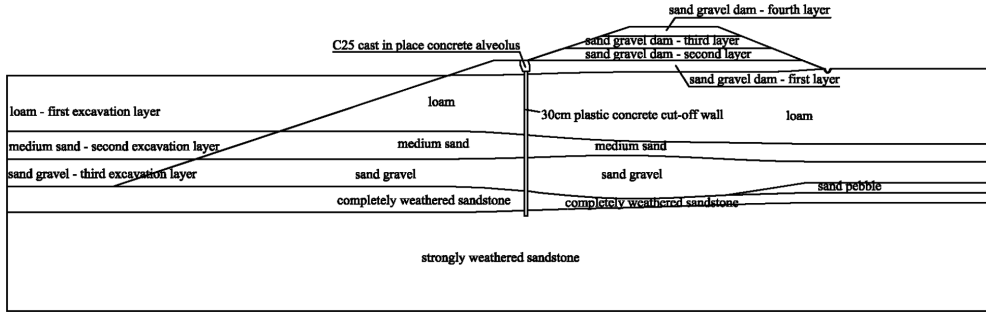 sand gravel dam - fourth layer
sand gravel dam - third layer
C25 cast in place concrete alveolus
sand gravel dam - second layer
sand gravel dam - first layer
loam
loam - first excavation layer
30cm plastic concrete cut-off wall
loam
medium sand
medium sand - second excavation layer
medium sand
sand gravel - third excavation layer
sand gravel
sand gravel
sand pebble
completely weathered sandstone
completely weathered sandstone
strongly weathered sandstone